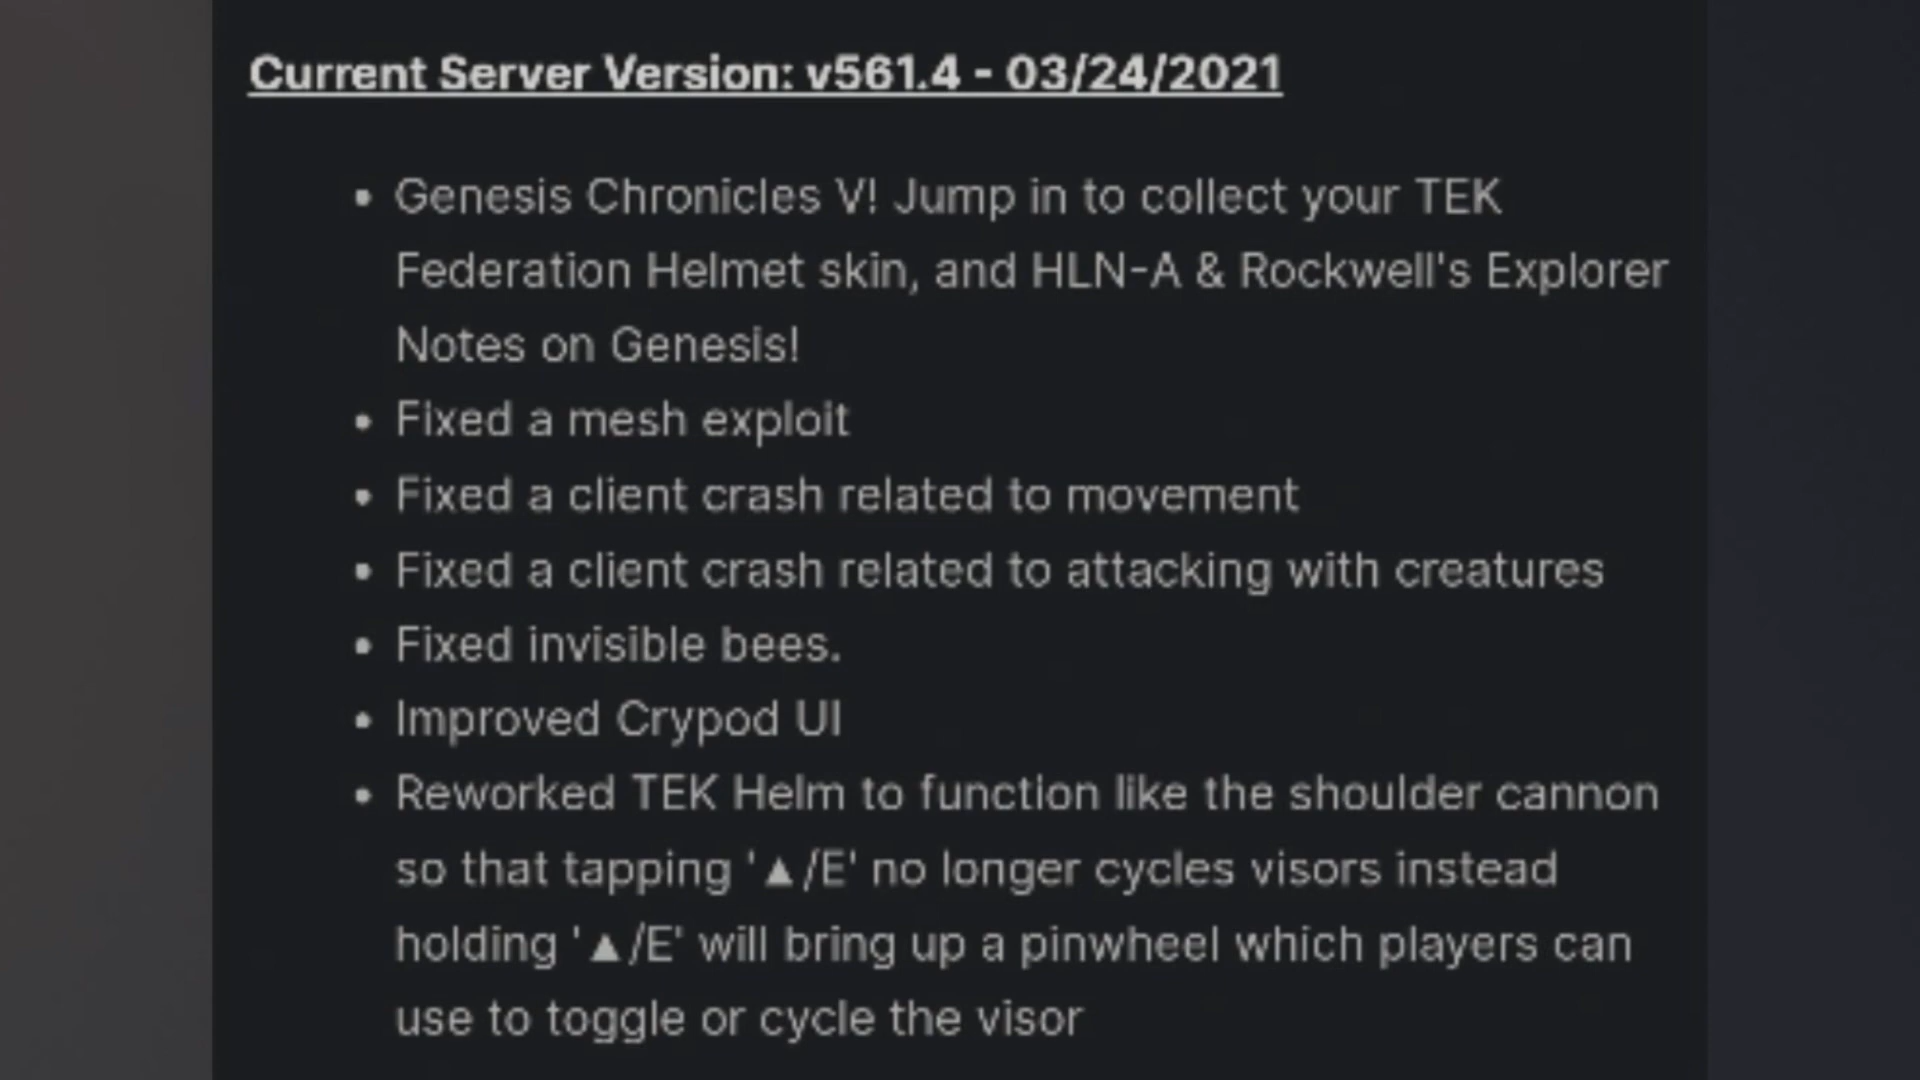 Current Server Version: v561.4 - 03/24/2021
• Genesis Chronicles V! Jump in to collect your TEK
Federation Helmet skin, and HLN-A & Rockwell's Explorer
Notes on Genesis!
• Fixed a mesh exploit
• Fixed a client crash related to movement
• Fixed a client crash related to attacking with creatures
• Fixed invisible bees.
• Improved Crypod UI
• Reworked TEK Helm to function like the shoulder cannon
so that tapping '▲/E' no longer cycles visors instead
holding '▲/E' will bring up a pinwheel which players can
use to toggle or cycle the visor